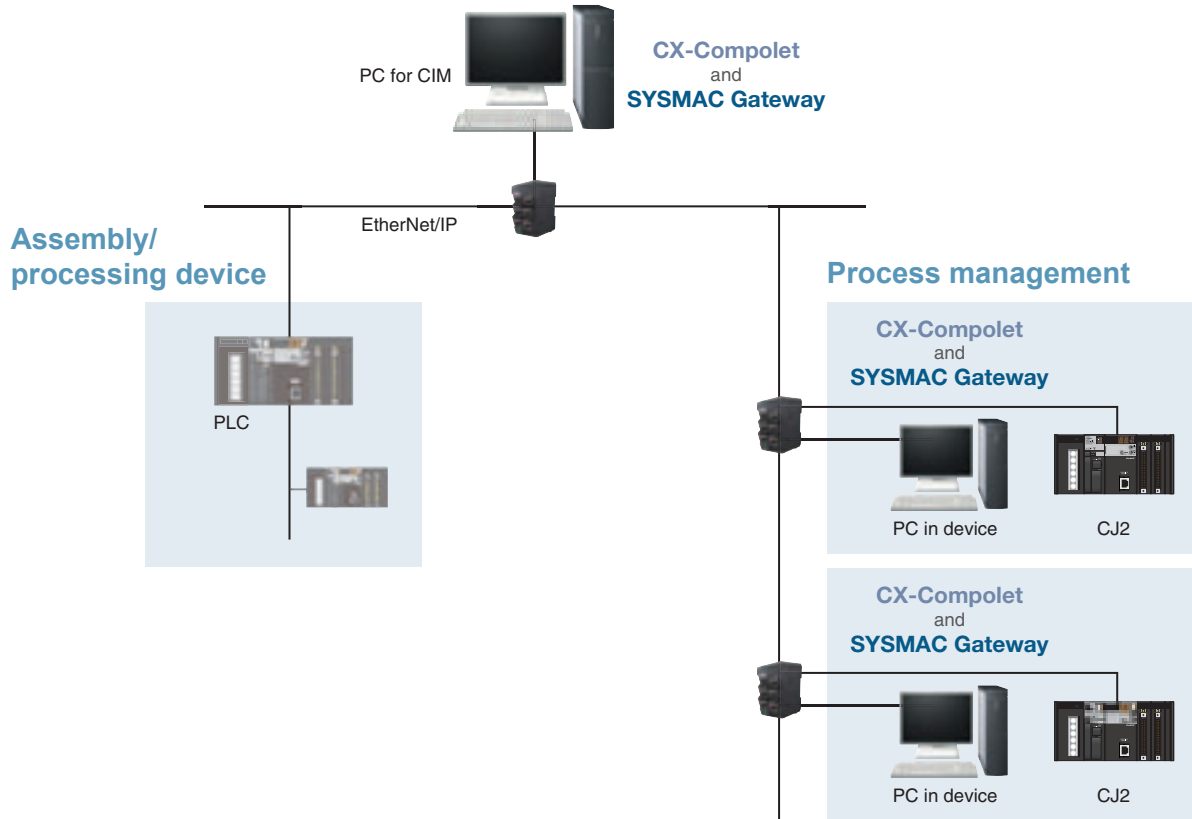 PC for CIM
CX-Compolet
and
SYSMAC Gateway
EtherNet/IP
Assembly/
processing device
PLC
Process management
CX-Compolet
and
SYSMAC Gateway
PC in device
CJ2
CX-Compolet
and
SYSMAC Gateway
PC in device
CJ2